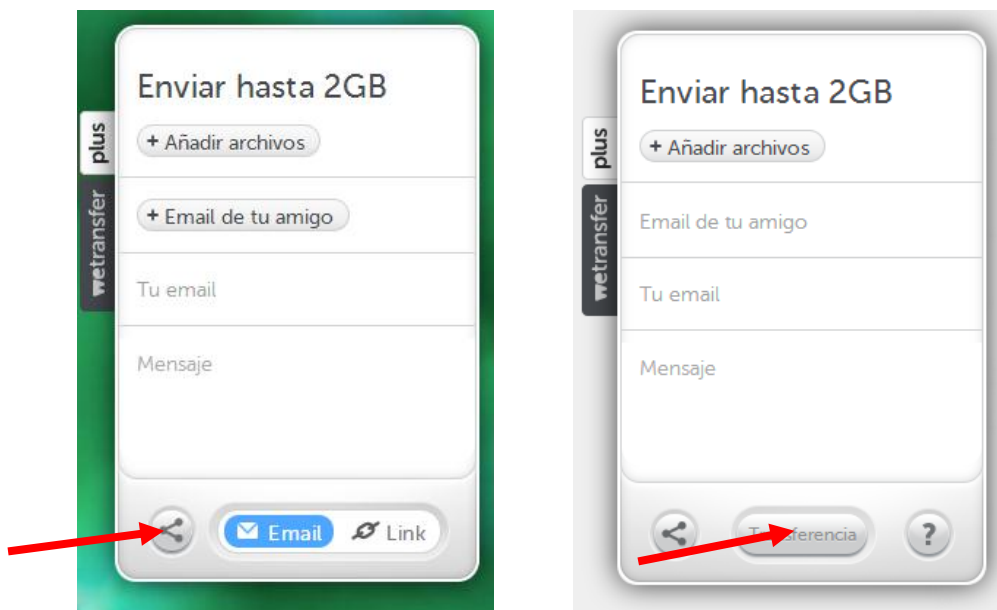 Enviar hasta 2GB
+ Añadir archivos
+ Email de tu amigo
Tu email
Mensaje
Email
Link
plus
wetransfer
Enviar hasta 2GB
+ Añadir archivos
Email de tu amigo
Tu email
Mensaje
Transferencia
?
plus
wetransfer